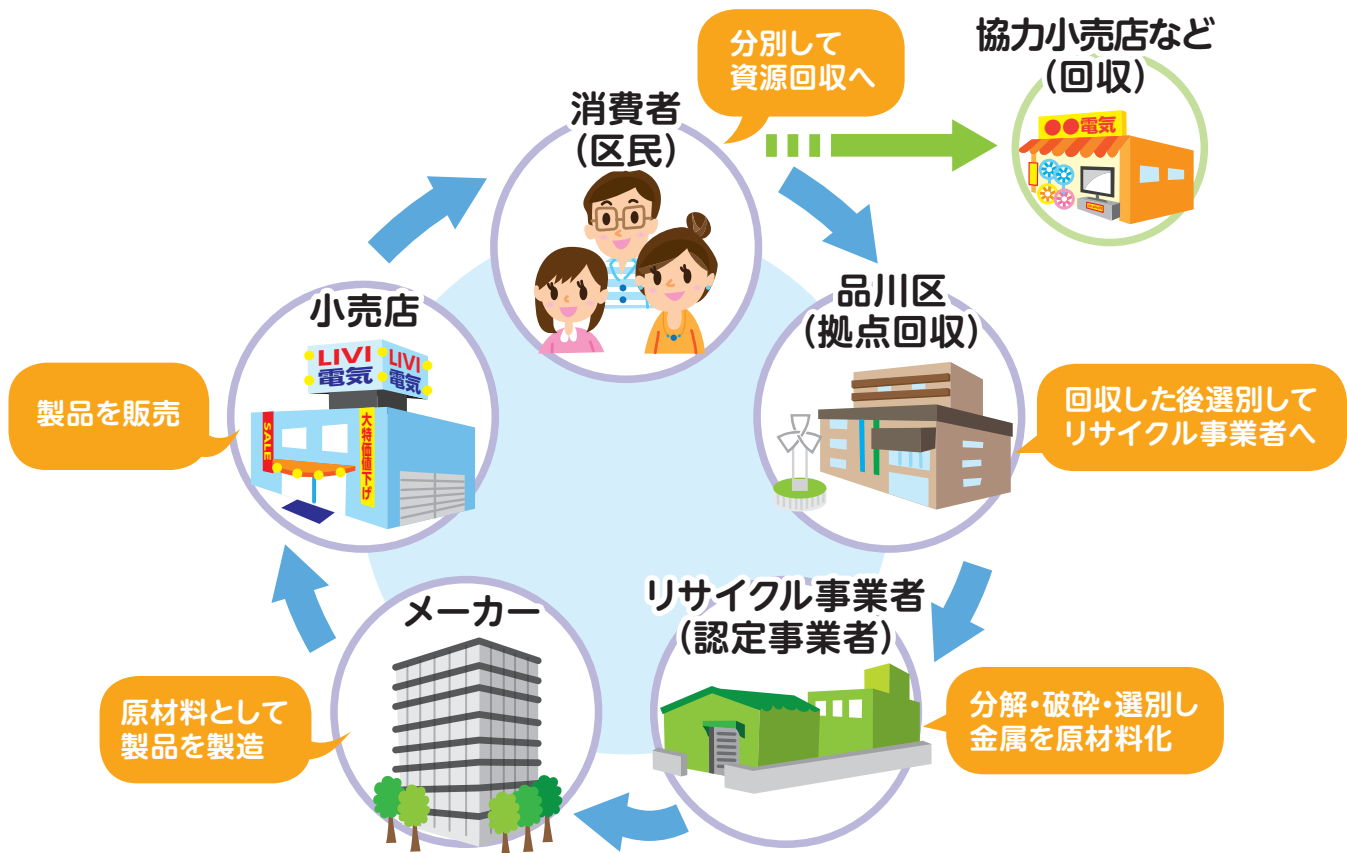 分別して
資源回収へ
協力小売店など
(回収)
●●電気
消費者
(区民)
品川区
(拠点回収)
回収した後選別して
リサイクル事業者へ
リサイクル事業者
(認定事業者)
分解・破砕・選別し
金属を原材料化
メーカー
原材料として
製品を製造
小売店
LIVI
電気
LIVI
電気
SALE
大特価値下げ
製品を販売